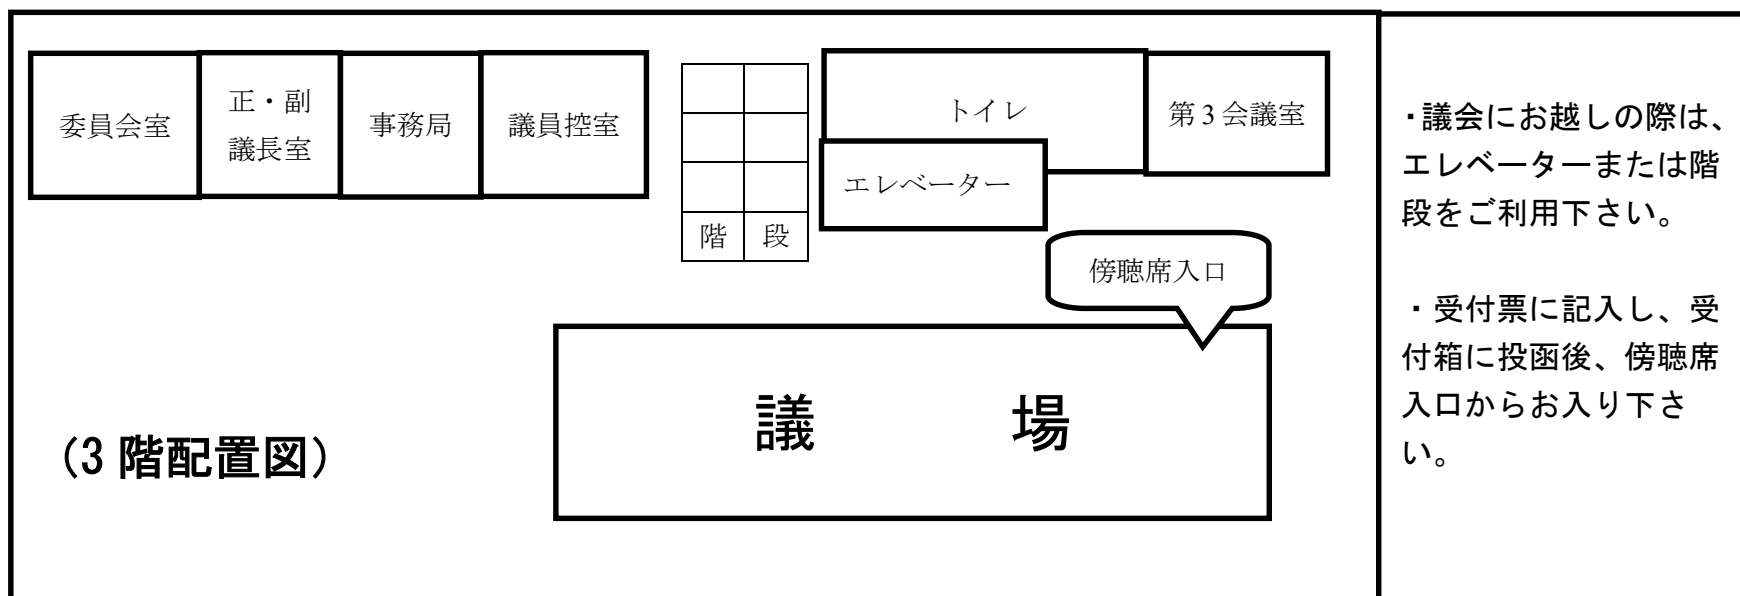 委員会室
正・副
議長室
事務局
議員控室
階 段
トイレ
エレベーター
第3会議室
傍聴席入口
議 場
(3階配置図)
・議会にお越しの際は、
エレベーターまたは階
段をご利用下さい。
・受付票に記入し、受
付箱に投函後、傍聴席
入口からお入り下さ
い。